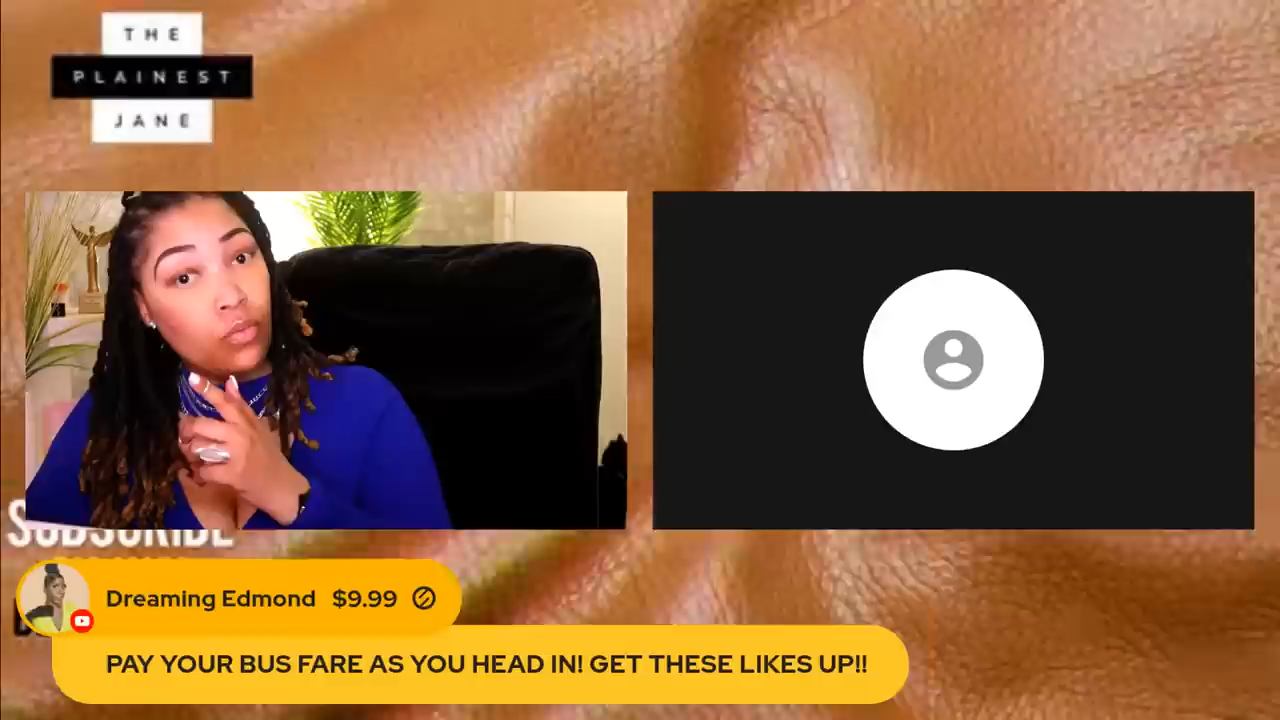 THE
PLAINEST
JANE
SUBSCRIBE
Dreaming Edmond $9.99
PAY YOUR BUS FARE AS YOU HEAD IN! GET THESE LIKES UP!!